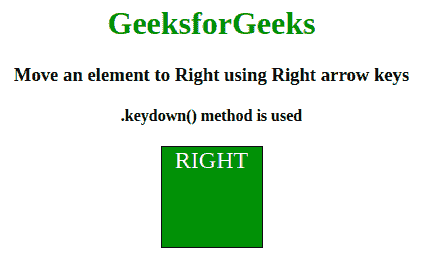 GeeksforGeeks
Move an element to Right using Right arrow keys
.keydown() method is used
RIGHT